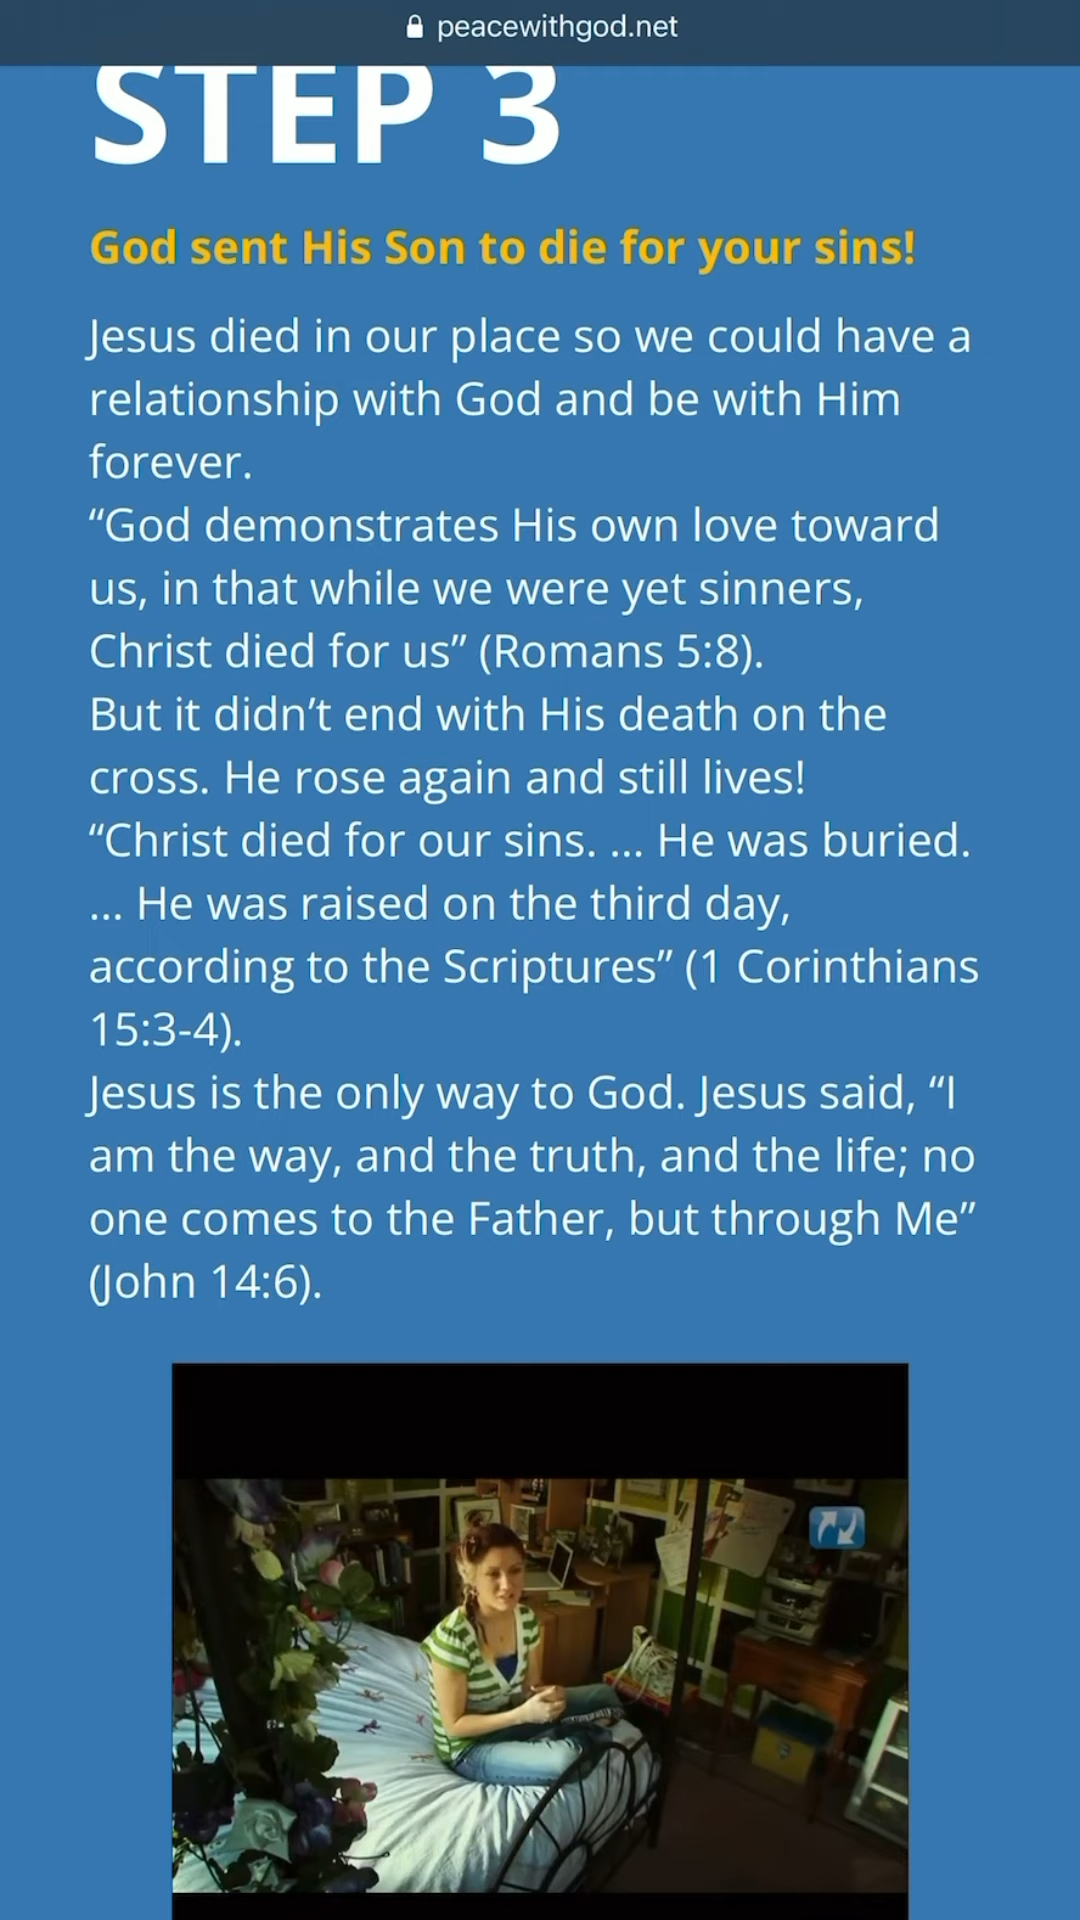 peacewithgod.net
STEP 3
God sent His Son to die for your sins!
Jesus died in our place so we could have a
relationship with God and be with Him
forever.
“God demonstrates His own love toward
us, in that while we were yet sinners,
Christ died for us” (Romans 5:8).
But it didn’t end with His death on the
cross. He rose again and still lives!
“Christ died for our sins. ... He was buried.
... He was raised on the third day,
according to the Scriptures” (1 Corinthians
15:3-4).
Jesus is the only way to God. Jesus said, “I
am the way, and the truth, and the life; no
one comes to the Father, but through Me”
(John 14:6).